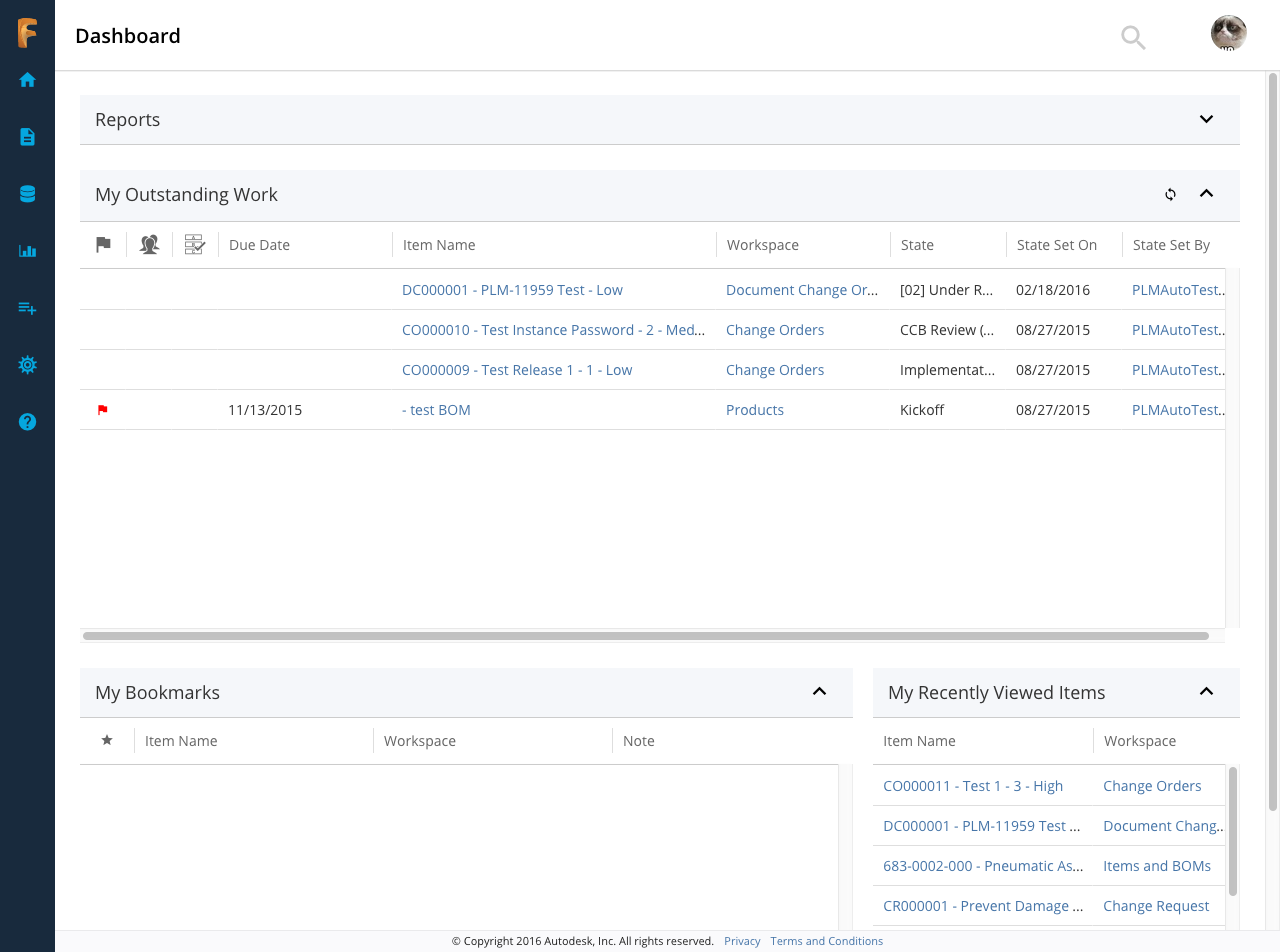 Dashboard
Reports
My Outstanding Work
Due Date Item Name Workspace State State Set On State Set By
DC000001 - PLM-11959 Test - Low Document Change Or... [02] Under R... 02/18/2016 PLMAutoTest..
CO000010 - Test Instance Password - 2 - Med... Change Orders CCB Review (... 08/27/2015 PLMAutoTest..
CO000009 - Test Release 1 - 1 - Low Change Orders Implementat... 08/27/2015 PLMAutoTest..
11/13/2015 - test BOM Products Kickoff 08/27/2015 PLMAutoTest..
My Bookmarks
Item Name Workspace Note
My Recently Viewed Items
Item Name Workspace
CO000011 - Test 1 - 3 - High Change Orders
DC000001 - PLM-11959 Test ... Document Chang..
683-0002-000 - Pneumatic As... Items and BOMs
CR000001 - Prevent Damage ... Change Request
© Copyright 2016 Autodesk, Inc. All rights reserved. Privacy Terms and Conditions